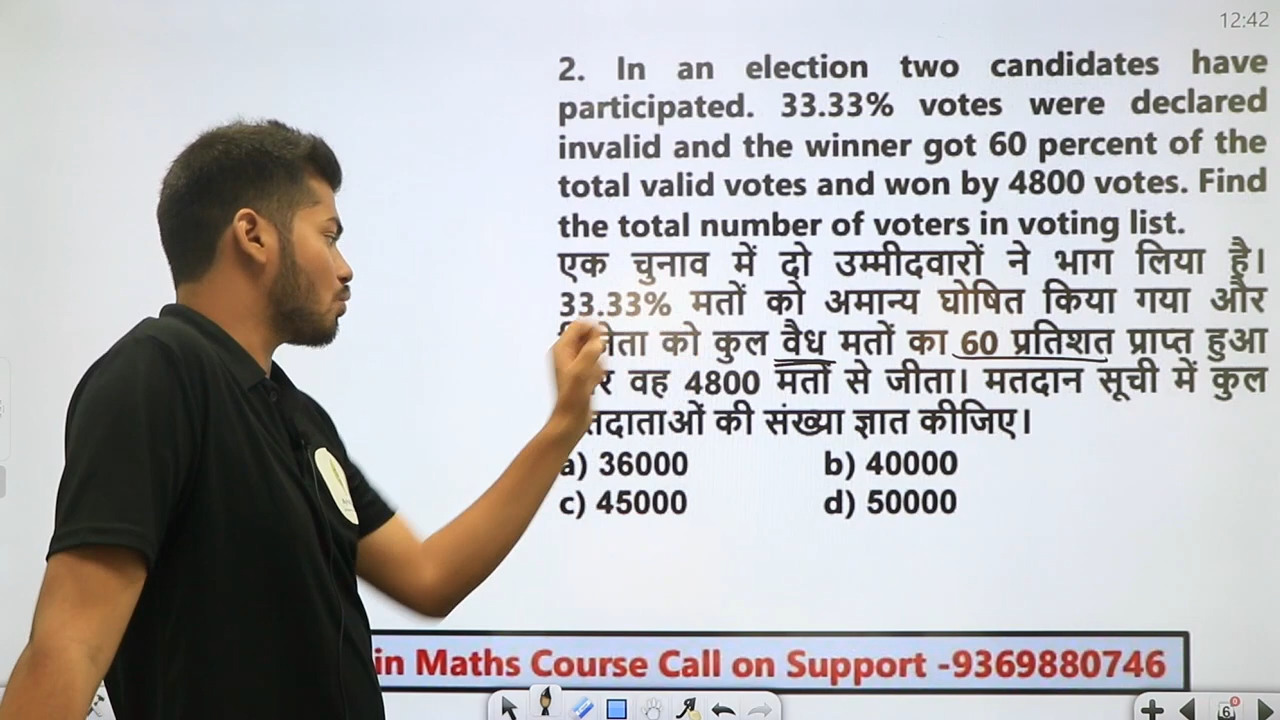 12:42
2. In an election two candidates have
participated. 33.33% votes were declared
invalid and the winner got 60 percent of the
total valid votes and won by 4800 votes. Find
the total number of voters in voting list.
एक चुनाव में दो उम्मीदवारों ने भाग लिया है।
33.33% मतों को अमान्य घोषित किया गया और
को कुल वैध मतों का 60 प्रतिशत प्राप्त हुआ
वह 4800 मतों से जीता। मतदान सूची में कुल
की संख्या ज्ञात कीजिए।
a) 36000 b) 40000
c) 45000 d) 50000
in Maths Course Call on Support -9369880746
6